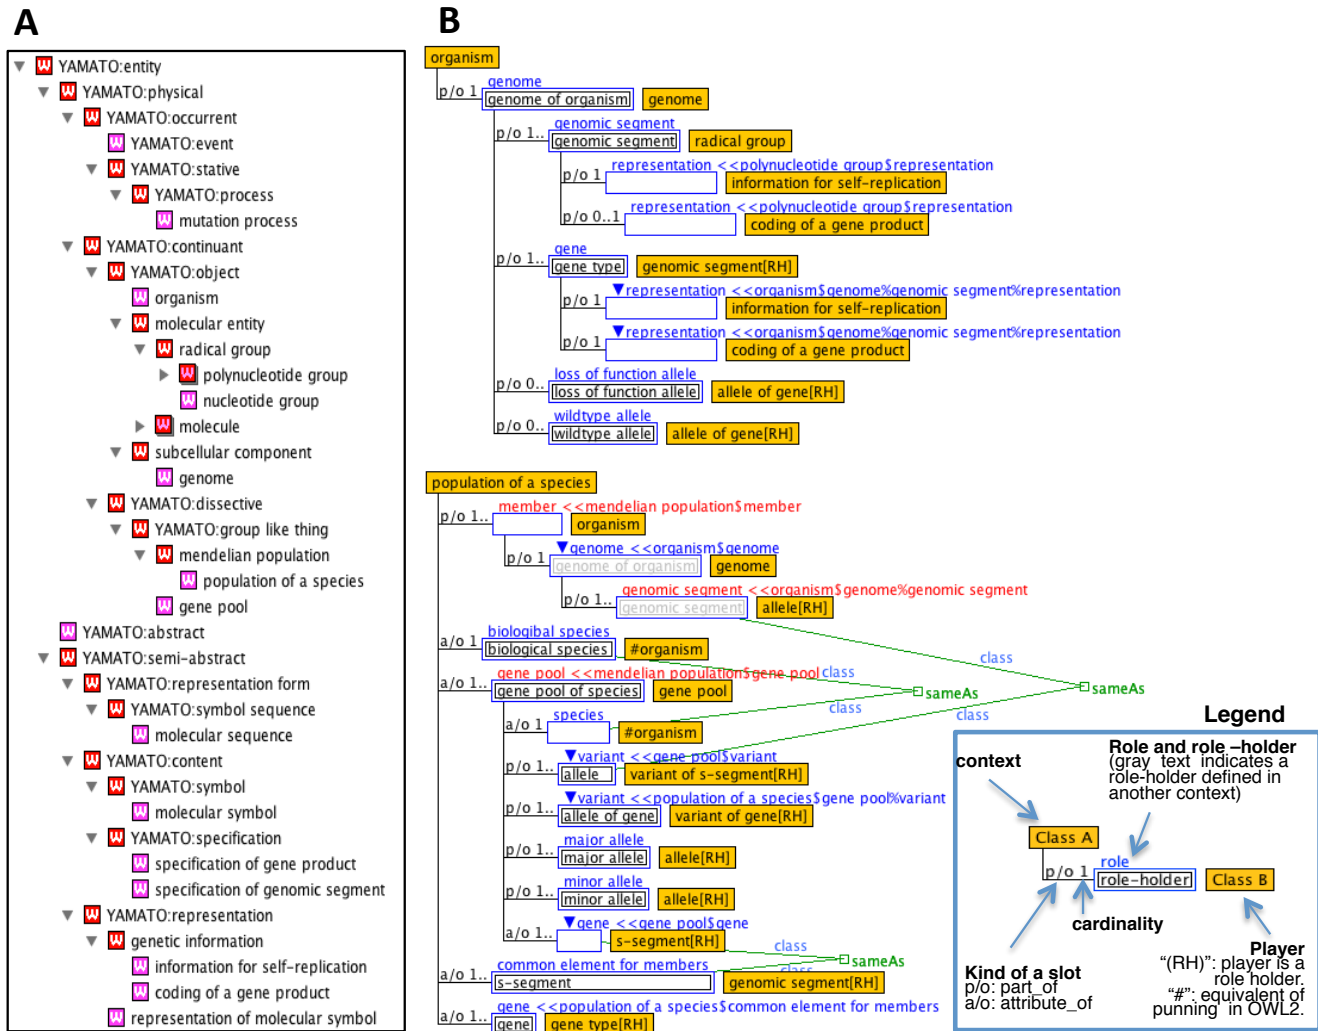 A
YAMATO:entity
YAMATO:physical
YAMATO:occurrent
YAMATO:event
YAMATO:stative
YAMATO:process
mutation process
YAMATO:continuant
YAMATO:object
organism
molecular entity
radical group
polynucleotide group
nucleotide group
molecule
subcellular component
genome
YAMATO:dissective
YAMATO:group like thing
mendelian population
population of a species
gene pool
YAMATO:abstract
YAMATO:semi-abstract
YAMATO:representation form
YAMATO:symbol sequence
molecular sequence
YAMATO:content
YAMATO:symbol
molecular symbol
YAMATO:specification
specification of gene product
specification of genomic segment
YAMATO:representation
genetic information
information for self-replication
coding of a gene product
representation of molecular symbol
B
organism
genome
p/o 1 genome of organism genome
genomic segment
p/o 1.. genomic segment radical group
representation <<polynucleotide group$representation
p/o 1 information for self-replication
representation <<polynucleotide group$representation
p/o 0..1 coding of a gene product
gene
p/o 1.. gene type genomic segment[RH]
▼representation <<organism$genome%genomic segment%representation
p/o 1 information for self-replication
▼representation <<organism$genome%genomic segment%representation
p/o 1 coding of a gene product
loss of function allele
p/o 0.. loss of function allele allele of gene[RH]
wildtype allele
p/o 0.. wildtype allele allele of gene[RH]
population of a species
member <<mendelian population$member
p/o 1.. organism
▼genome <<organism$genome
p/o 1 genome of organism genome
genomic segment <<organism$genome%genomic segment
p/o 1.. genomic segment allele[RH]
biologibal species
a/o 1 biological species #organism
class
gene pool <<mendelian population$gene pool class
a/o 1.. gene pool of species gene pool
sameAs
sameAs
species class
class
a/o 1 #organism
▼variant <<gene pool$variant
p/o 1.. allele variant of s-segment[RH]
▼variant <<population of a species$gene pool%variant
p/o 1.. allele of gene variant of gene[RH]
major allele
p/o 1.. major allele allele[RH]
minor allele
p/o 1.. minor allele allele[RH]
▼gene <<gene pool$gene
a/o 1.. s-segment[RH]
class
sameAs
common element for members class
a/o 1.. s-segment genomic segment[RH]
gene <<population of a species$common element for members
a/o 1.. gene gene type[RH]
Legend
context
Role and role –holder
(gray text indicates a
role-holder defined in
another context)
Class A
role
p/o 1 role-holder Class B
cardinality
Kind of a slot
p/o: part_of
a/o: attribute_of
Player
“(RH)”: player is a
role holder.
“#”: equivalent of
punning in OWL2.